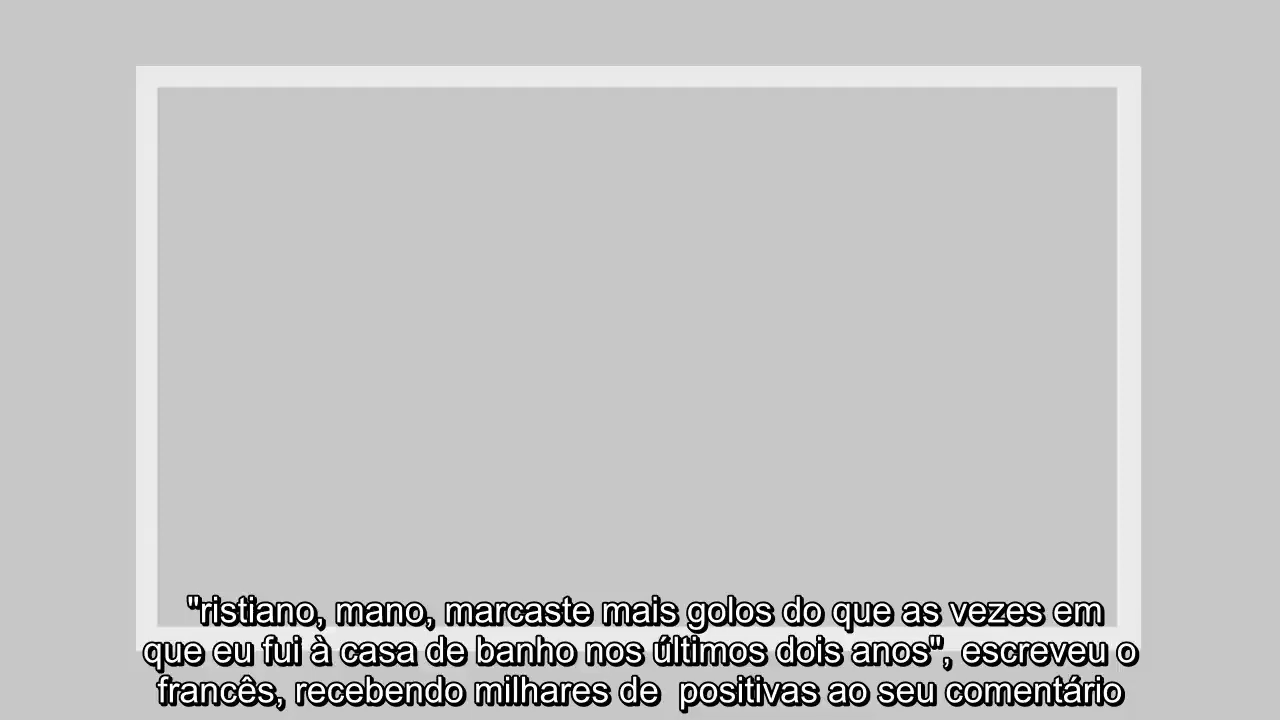 "ristiano, mano, marcaste mais golos do que as vezes em
que eu fui à casa de banho nos últimos dois anos", escreveu o
francês, recebendo milhares de  positivas ao seu comentário